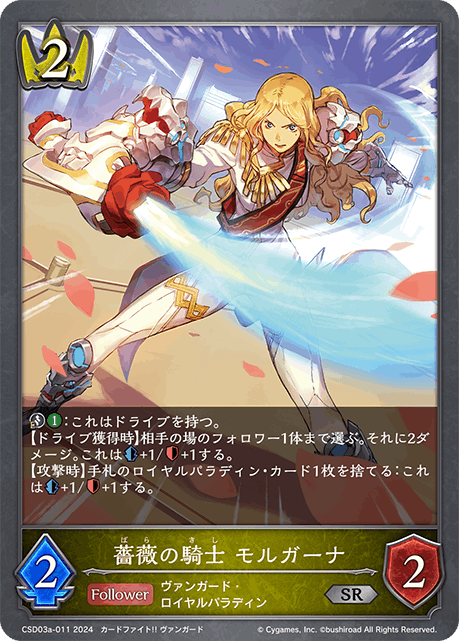 2
1:これはドライブを持つ。
【ドライブ獲得時】相手の場のフォロワー1体まで選ぶ。それに2ダ
メージ。これは+1/+1する。
【攻撃時】手札のロイヤルパラディン・カード1枚を捨てる:これ
は+1/+1する。
ばら きし
薔薇の騎士 モルガーナ
2
Follower
ヴァンガード・
ロイヤルパラディン
SR
2
CSD03a-011 2024 カードファイト!! ヴァンガード
© Cygames, Inc. ©bushiroad All Rights Reserved.